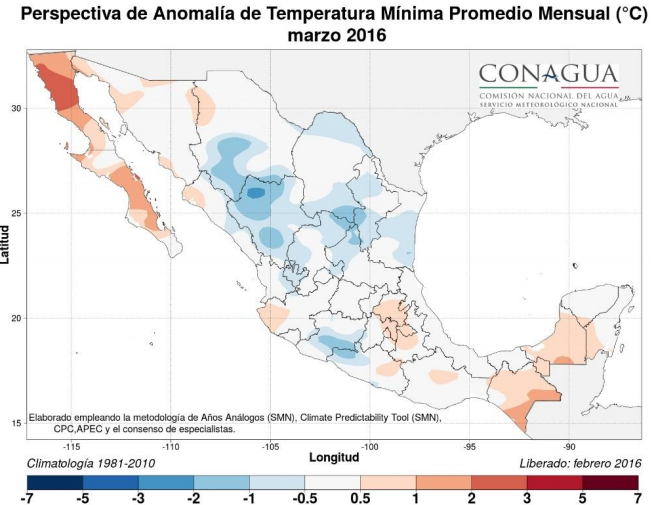 Perspectiva de Anomalía de Temperatura Mínima Promedio Mensual (°C)
marzo 2016
CONAGUA
COMISIÓN NACIONAL DEL AGUA
SERVICIO METEOROLÓGICO NACIONAL
30
25
20
15
Latitud
Elaborado empleando la metodología de Años Análogos (SMN), Climate Predictability Tool (SMN),
CPC,APEC y el consenso de especialistas.
-115 -110 -105 -100 -95 -90
Longitud
Climatología 1981-2010
Liberado: febrero 2016
-7 -5 -3 -2 -1 -0.5 0.5 1 2 3 5 7